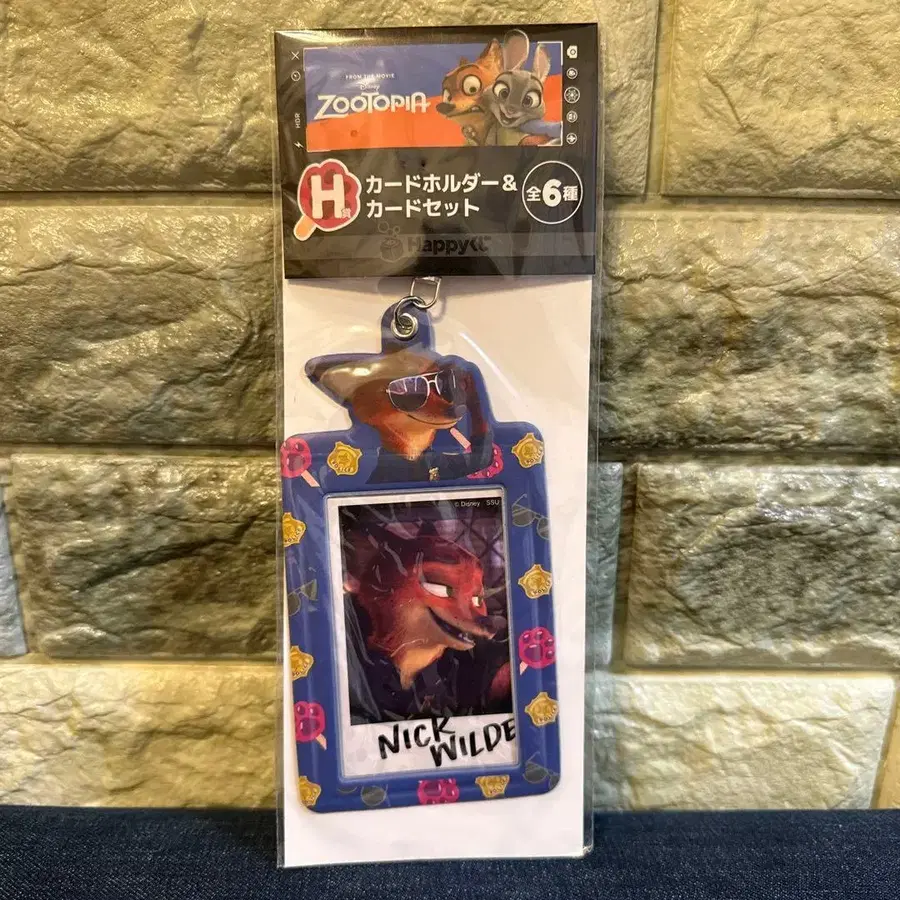 HDR
FROM THE MOVIE
Disney
ZOOTOPIA
H賞
カードホルダー&
カードセット
全6種
Happyくじ
© Disney SSU
NICK
WILDE